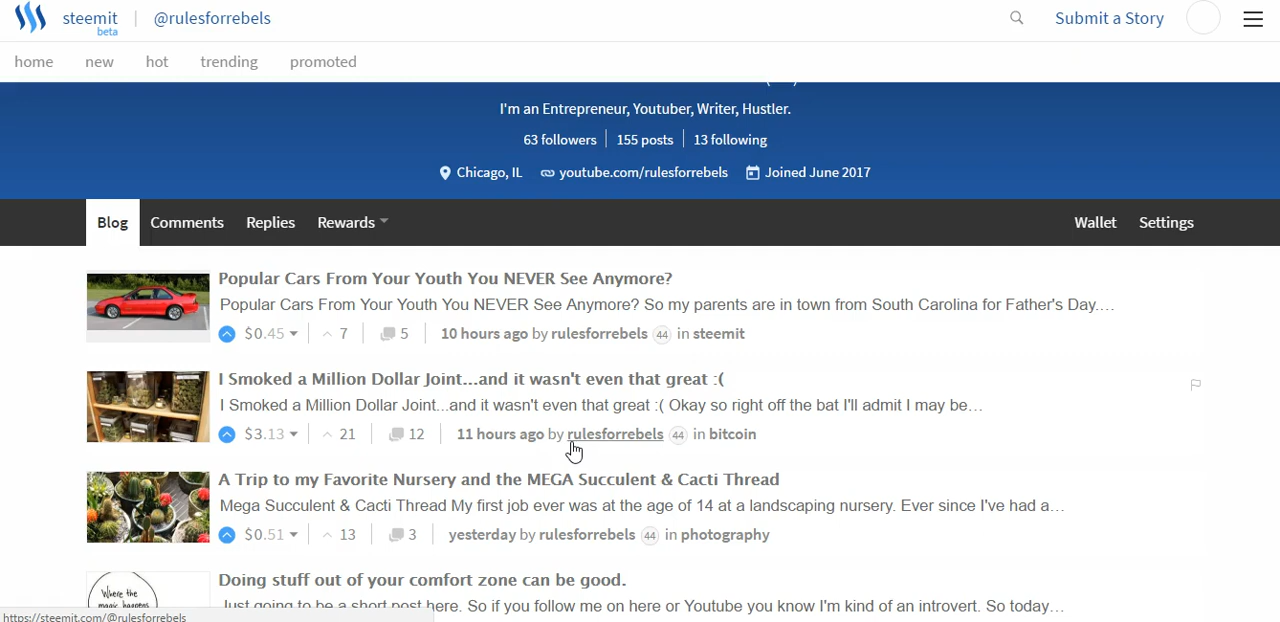 steemit
beta
@rulesforrebels
Submit a Story
home new hot trending promoted
I'm an Entrepreneur, Youtuber, Writer, Hustler.
63 followers 155 posts 13 following
Chicago, IL youtube.com/rulesforrebels Joined June 2017
Blog Comments Replies Rewards Wallet Settings
Popular Cars From Your Youth You NEVER See Anymore?
Popular Cars From Your Youth You NEVER See Anymore? So my parents are in town from South Carolina for Father's Day....
$0.45 7 5 10 hours ago by rulesforrebels 44 in steemit
I Smoked a Million Dollar Joint...and it wasn't even that great :(
I Smoked a Million Dollar Joint...and it wasn't even that great :( Okay so right off the bat I'll admit I may be…
$3.13 21 12 11 hours ago by rulesforrebels 44 in bitcoin
A Trip to my Favorite Nursery and the MEGA Succulent & Cacti Thread
Mega Succulent & Cacti Thread My first job ever was at the age of 14 at a landscaping nursery. Ever since I've had a…
$0.51 13 3 yesterday by rulesforrebels 44 in photography
Where the
magic happens
Doing stuff out of your comfort zone can be good.
Just going to be a short post here. So if you follow me on here or Youtube you know I'm kind of an introvert. So today…
https://steemit.com/@rulesforrebels